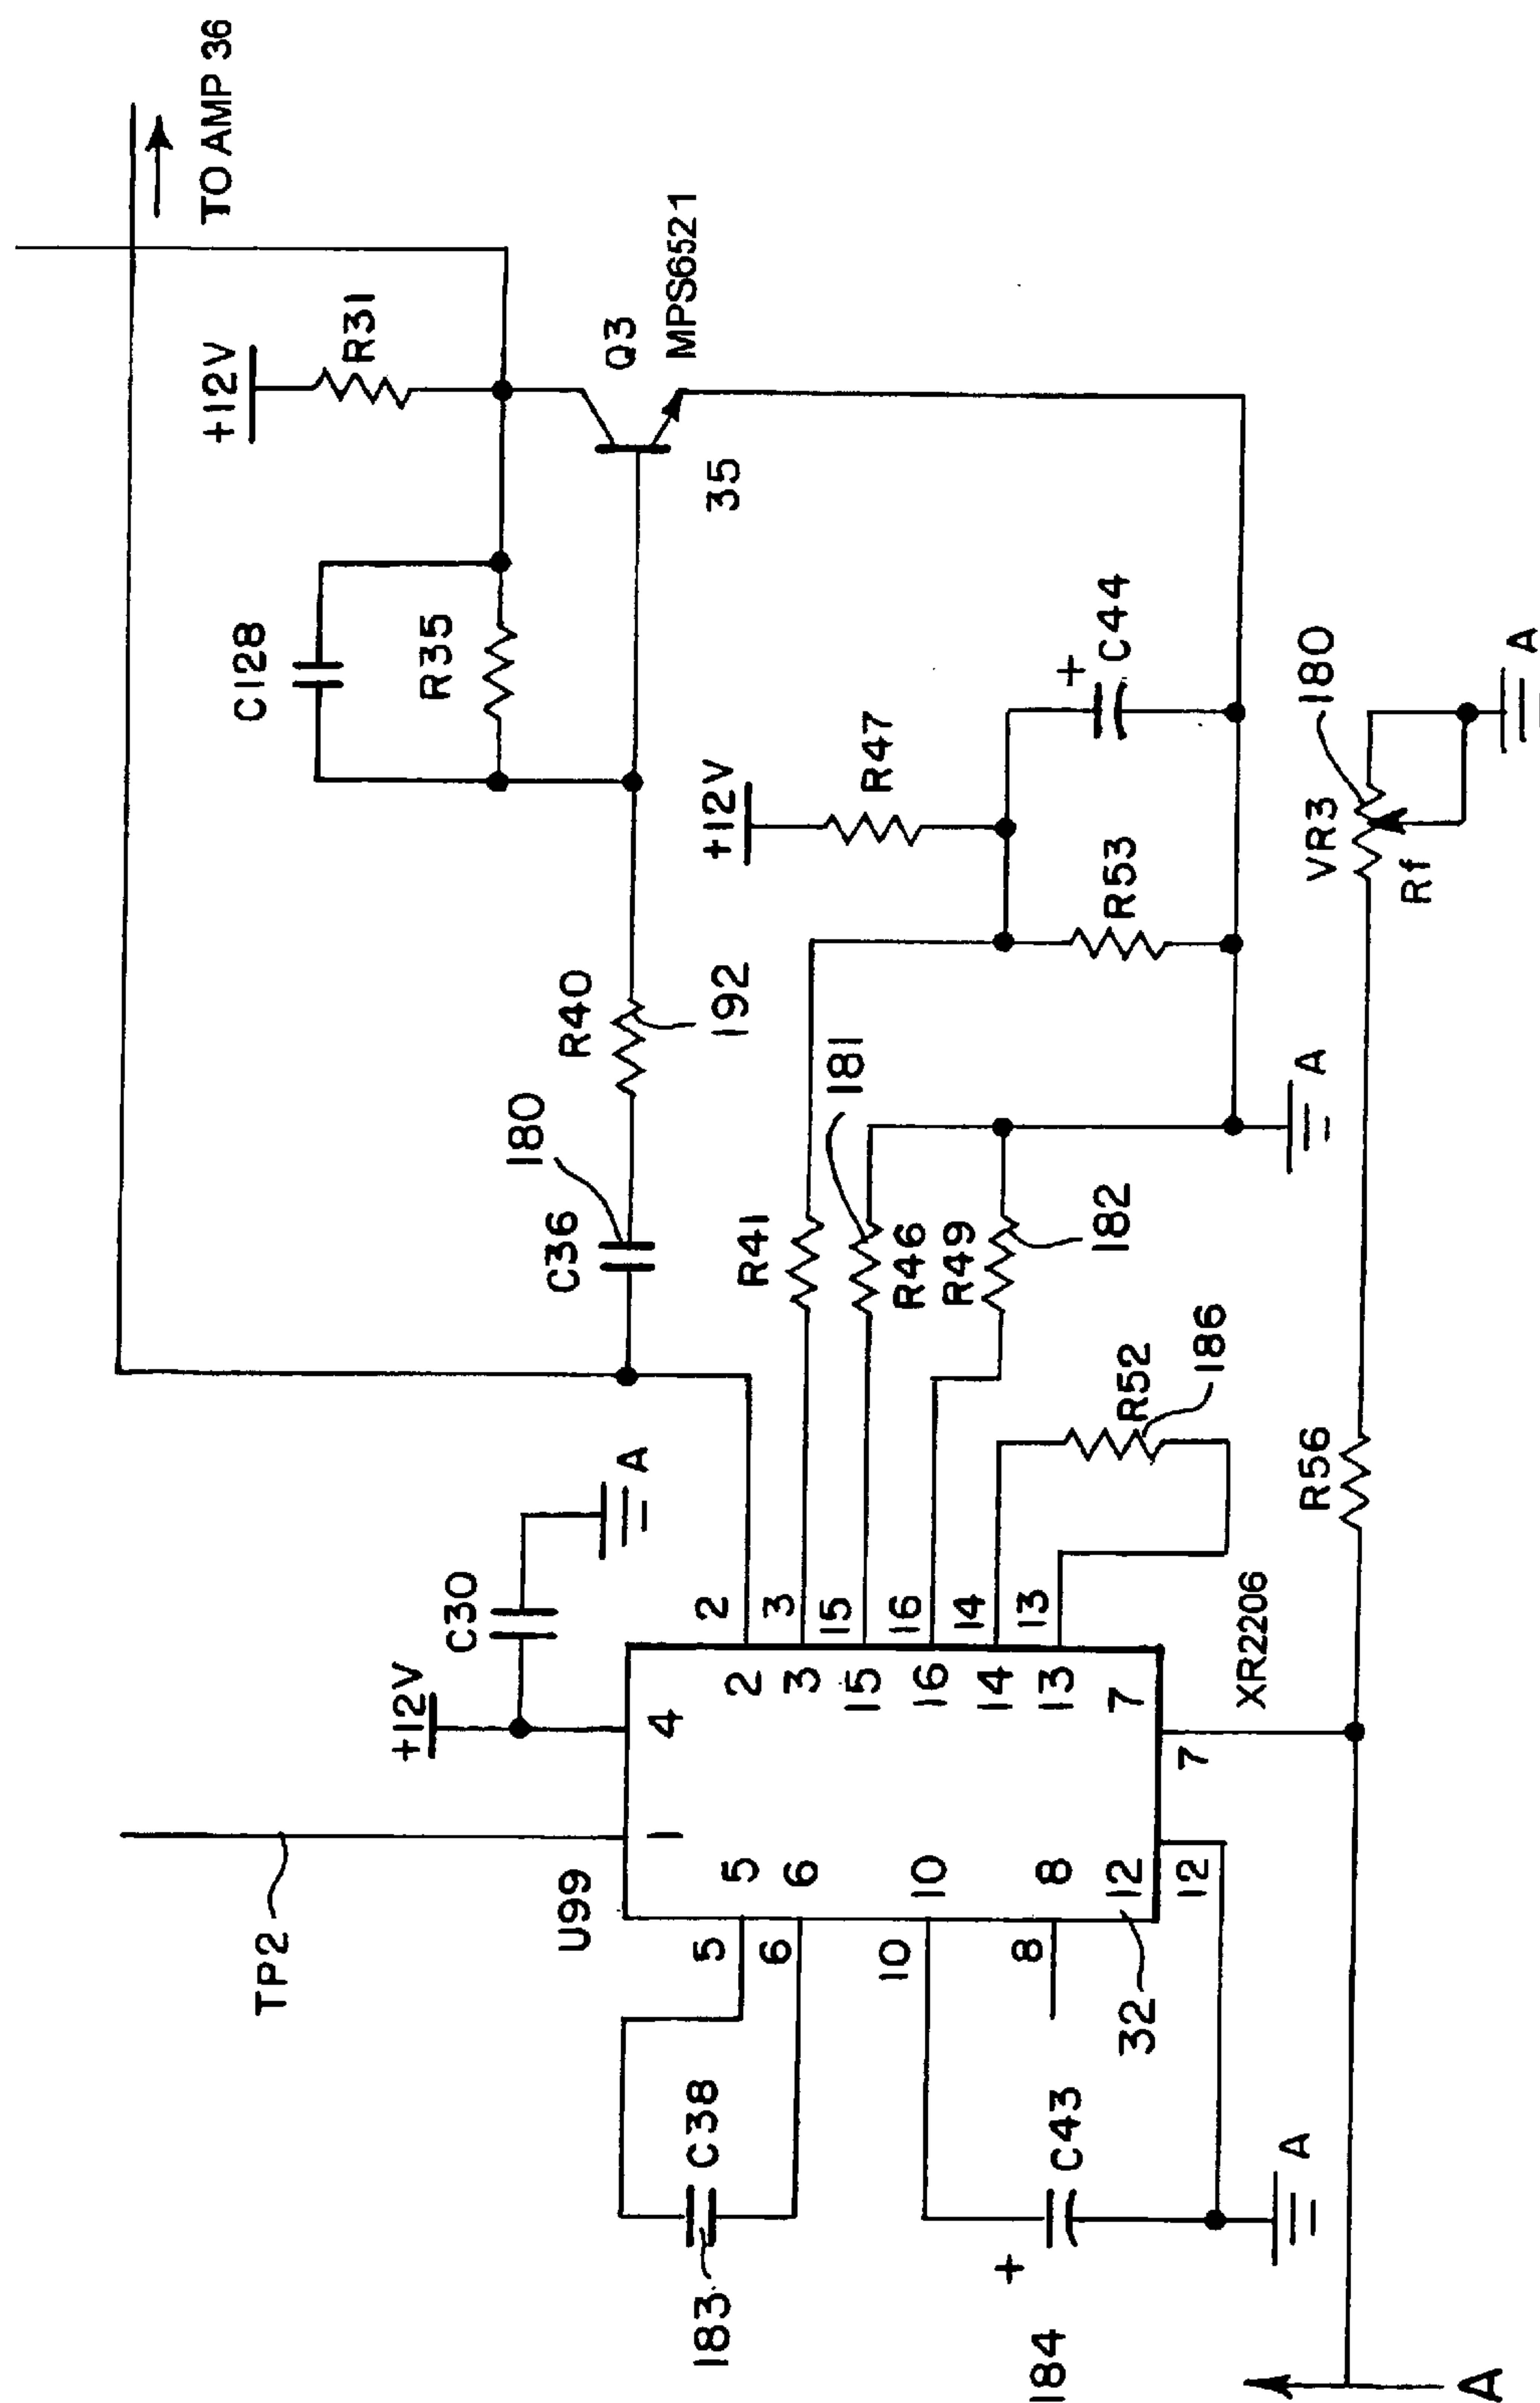 TO AMP 36
+12V
R31
C128
R35
Q3
MPS6521
35
180
C36
R40
192
+12V
R47
+
C44
R53
R41
181
R46
R49
182
A
TP2
+12V
C30
A
U99
1
4
5
5
6
6
10
10
8
8
12
12
32
2
2
3
3
15
15
16
16
14
14
13
13
7
7
XR2206
R52
186
183
C38
184
+
C43
A
R56
VR3
Rf
180
A
A